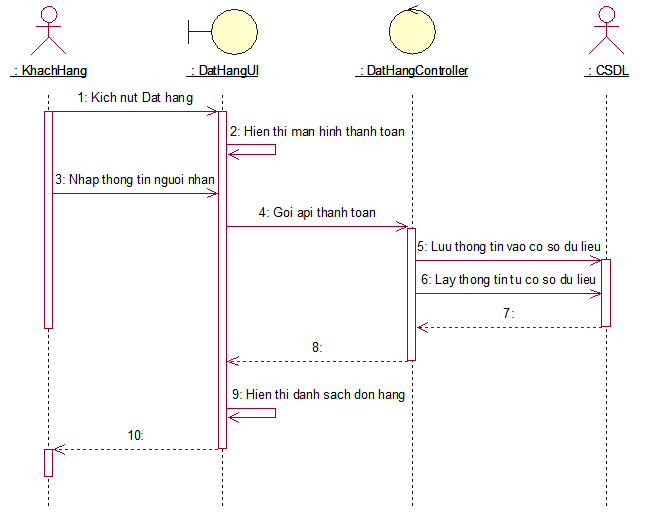 : KhachHang
: DatHangUI
: DatHangController
: CSDL
1: Kich nut Dat hang
2: Hien thi man hinh thanh toan
3: Nhap thong tin nguoi nhan
4: Goi api thanh toan
5: Luu thong tin vao co so du lieu
6: Lay thong tin tu co so du lieu
7:
8:
9: Hien thi danh sach don hang
10: